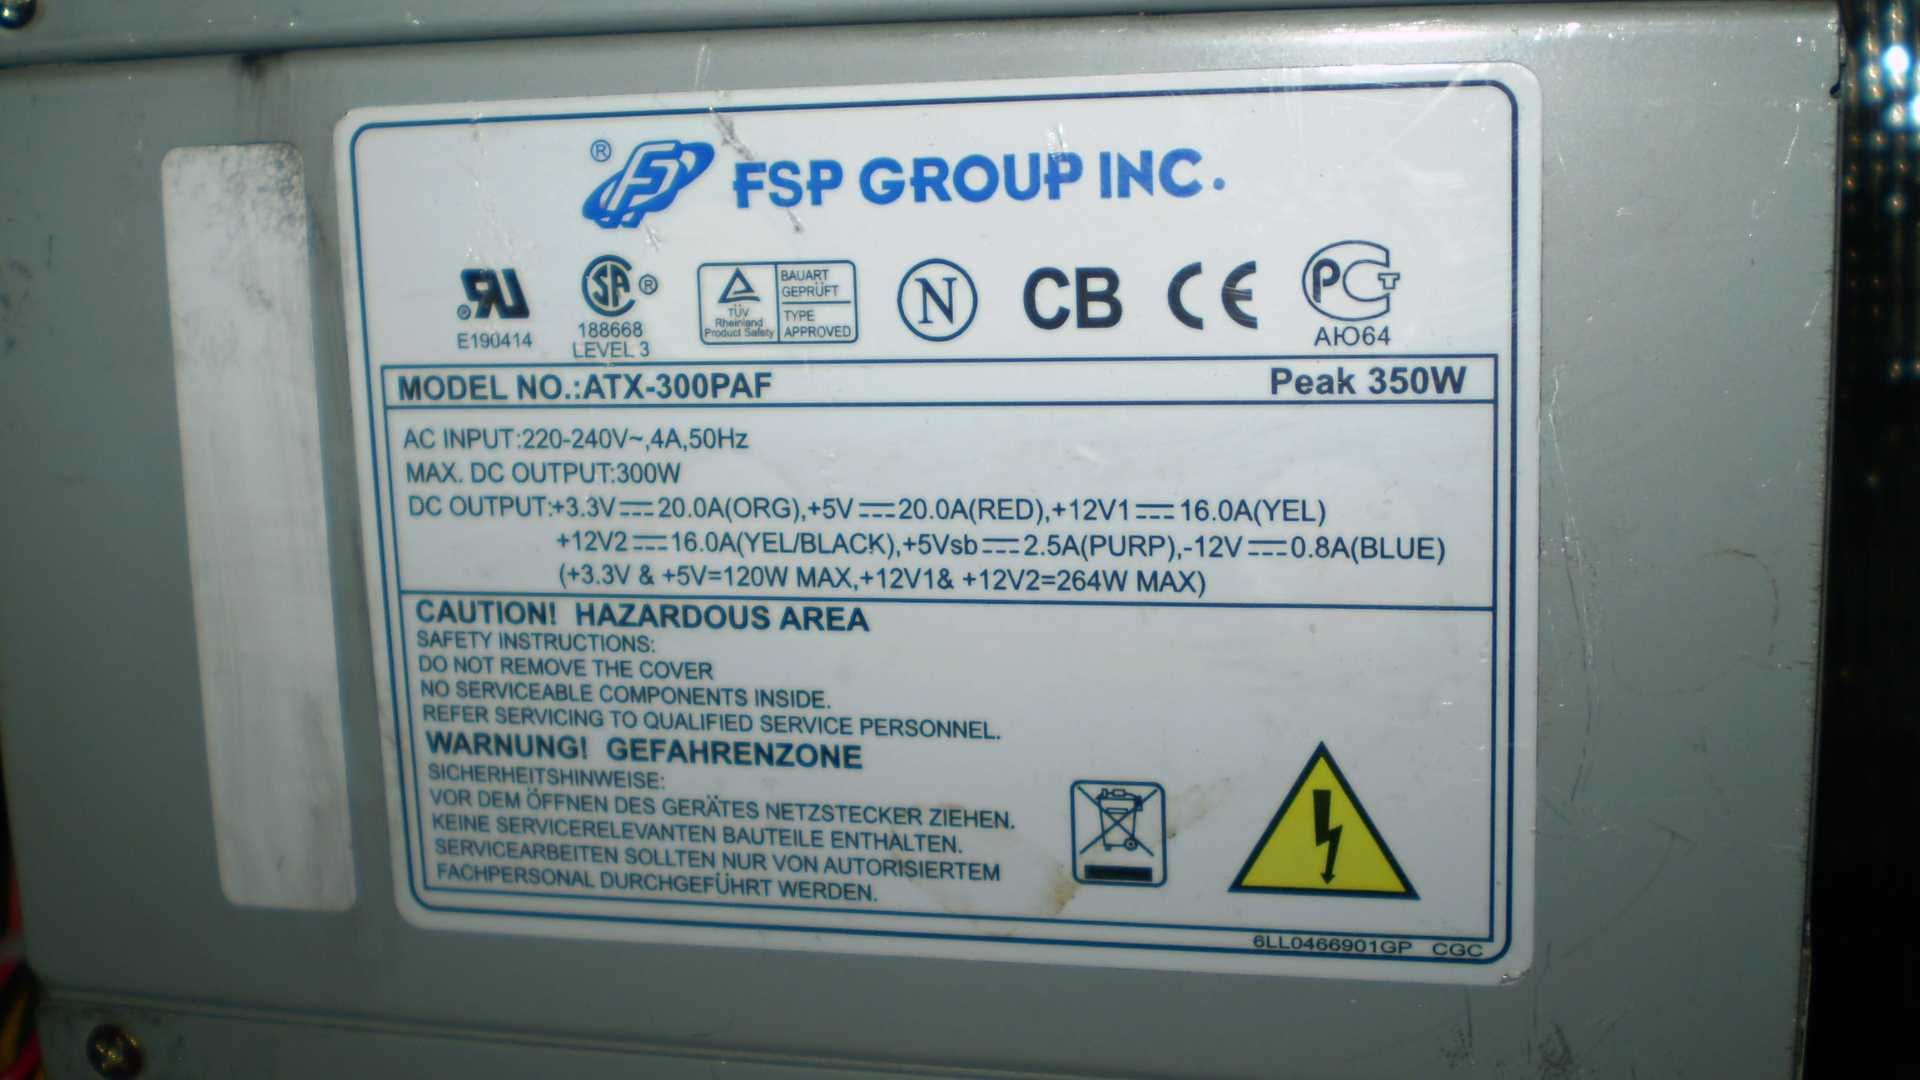 ® FSP GROUP INC.
E190414
SA ®
188668
LEVEL 3
TÜV
Rheinland
Product Safety
BAUART
GEPRÜFT
TYPE
APPROVED
N
CB
CE
РСТ
АЮ64
MODEL NO.:ATX-300PAF Peak 350W
AC INPUT:220-240V~,4A,50Hz
MAX. DC OUTPUT:300W
DC OUTPUT:+3.3V⎓20.0A(ORG),+5V⎓20.0A(RED),+12V1⎓16.0A(YEL)
+12V2⎓16.0A(YEL/BLACK),+5Vsb⎓2.5A(PURP),-12V⎓0.8A(BLUE)
(+3.3V & +5V=120W MAX,+12V1& +12V2=264W MAX)
CAUTION! HAZARDOUS AREA
SAFETY INSTRUCTIONS:
DO NOT REMOVE THE COVER
NO SERVICEABLE COMPONENTS INSIDE.
REFER SERVICING TO QUALIFIED SERVICE PERSONNEL.
WARNUNG! GEFAHRENZONE
SICHERHEITSHINWEISE:
VOR DEM ÖFFNEN DES GERÄTES NETZSTECKER ZIEHEN.
KEINE SERVICERELEVANTEN BAUTEILE ENTHALTEN.
SERVICEARBEITEN SOLLTEN NUR VON AUTORISIERTEM
FACHPERSONAL DURCHGEFÜHRT WERDEN.
6LL0466901GP CGC